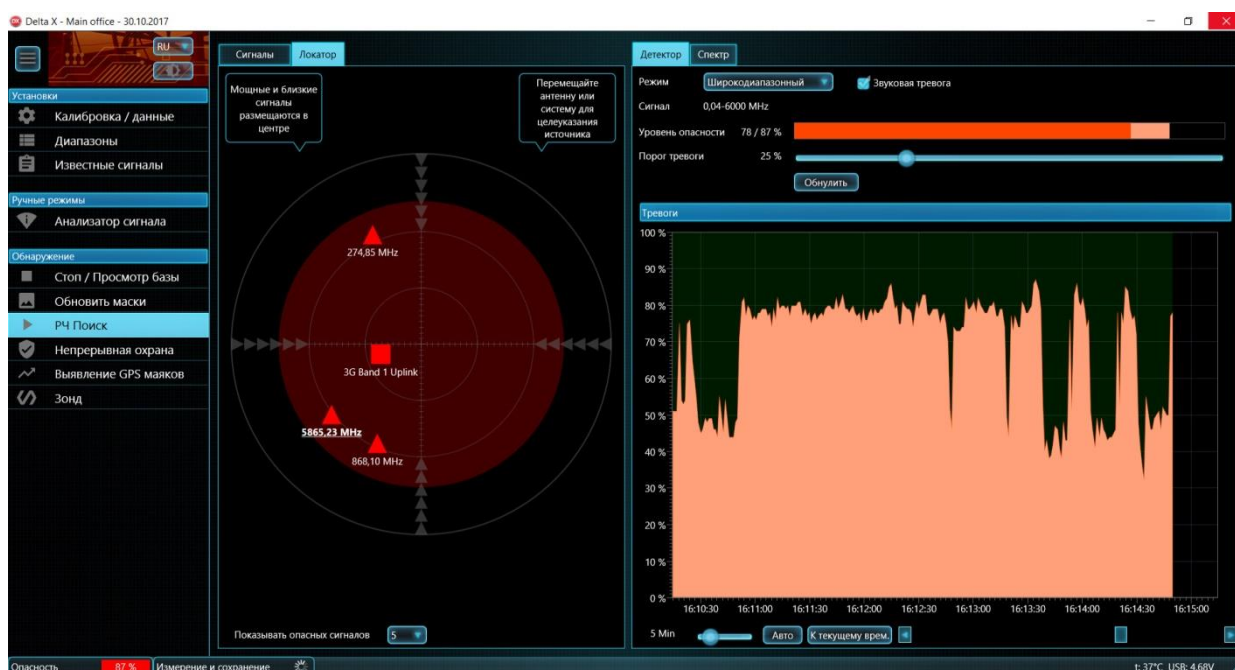 Delta X - Main office - 30.10.2017
RU
Установки
Калибровка / данные
Диапазоны
Известные сигналы
Ручные режимы
Анализатор сигнала
Обнаружение
Стоп / Просмотр базы
Обновить маски
РЧ Поиск
Непрерывная охрана
Выявление GPS маяков
Зонд
Сигналы
Локатор
Мощные и близкие
сигналы
размещаются в
центре
Перемещайте
антенну или
систему для
целеуказания
источника
274,85 MHz
3G Band 1 Uplink
5865,23 MHz
868,10 MHz
Показывать опасных сигналов
5
Детектор
Спектр
Режим
Широкодиапазонный
Звуковая тревога
Сигнал
0,04-6000 MHz
Уровень опасности
78 / 87 %
Порог тревоги
25 %
Обнулить
Тревоги
100 %
90 %
80 %
70 %
60 %
50 %
40 %
30 %
20 %
10 %
0 %
16:10:30
16:11:00
16:11:30
16:12:00
16:12:30
16:13:00
16:13:30
16:14:00
16:14:30
16:15:00
5 Min
Авто
К текущему врем.
Опасность
87 %
Измерение и сохранение
t: 37°C USB: 4.68V